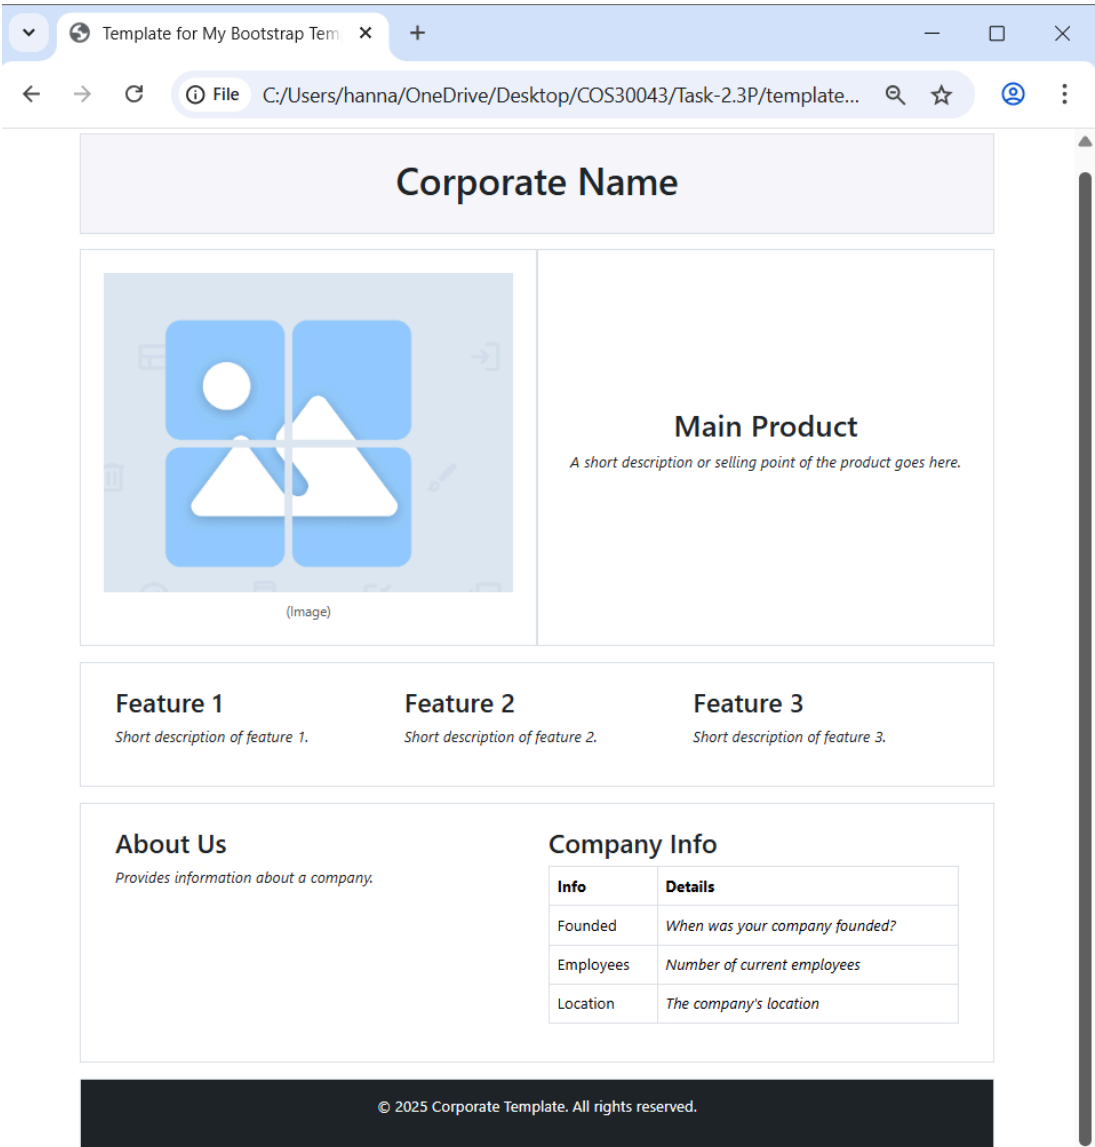 Template for My Bootstrap Tem
File C:/Users/hanna/OneDrive/Desktop/COS30043/Task-2.3P/template...
Corporate Name
(Image)
Main Product
A short description or selling point of the product goes here.
Feature 1
Short description of feature 1.
Feature 2
Short description of feature 2.
Feature 3
Short description of feature 3.
About Us
Provides information about a company.
Company Info
Info Details
Founded When was your company founded?
Employees Number of current employees
Location The company's location
© 2025 Corporate Template. All rights reserved.